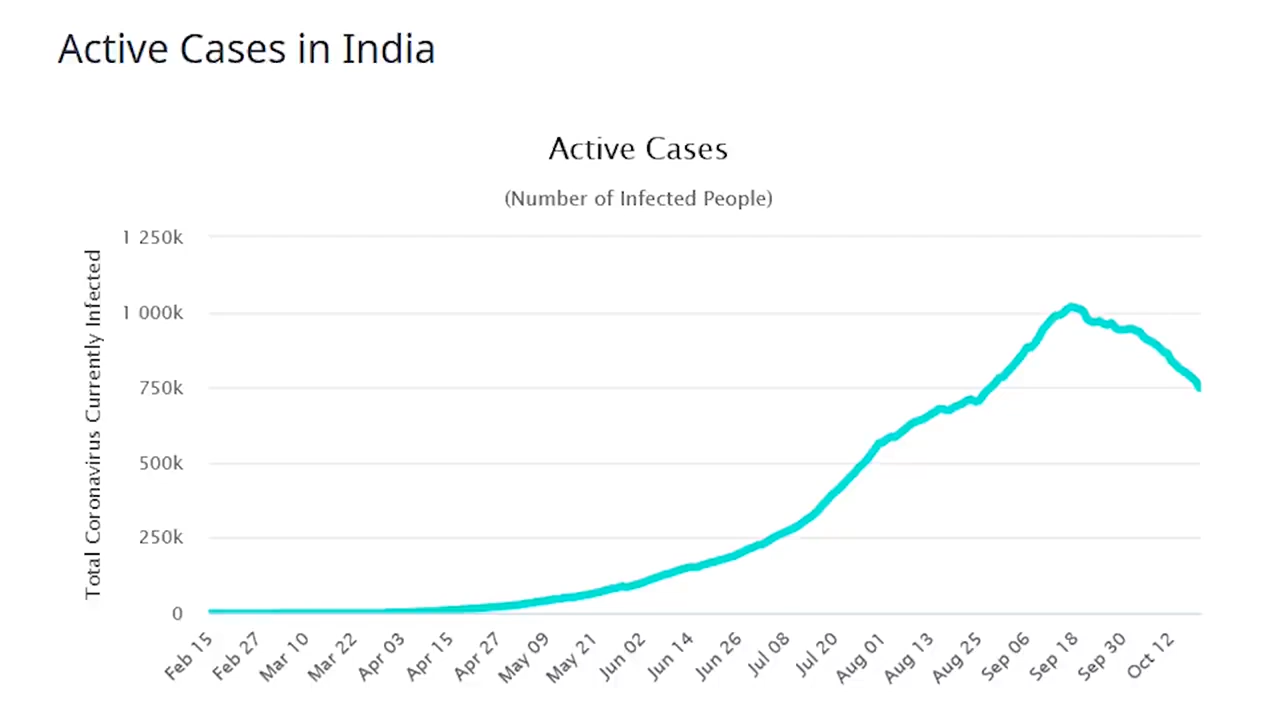 Active Cases in India
Active Cases
(Number of Infected People)
Total Coronavirus Currently Infected
1 250k
1 000k
750k
500k
250k
0
Feb 15
Feb 27
Mar 10
Mar 22
Apr 03
Apr 15
Apr 27
May 09
May 21
Jun 02
Jun 14
Jun 26
Jul 08
Jul 20
Aug 01
Aug 13
Aug 25
Sep 06
Sep 18
Sep 30
Oct 12